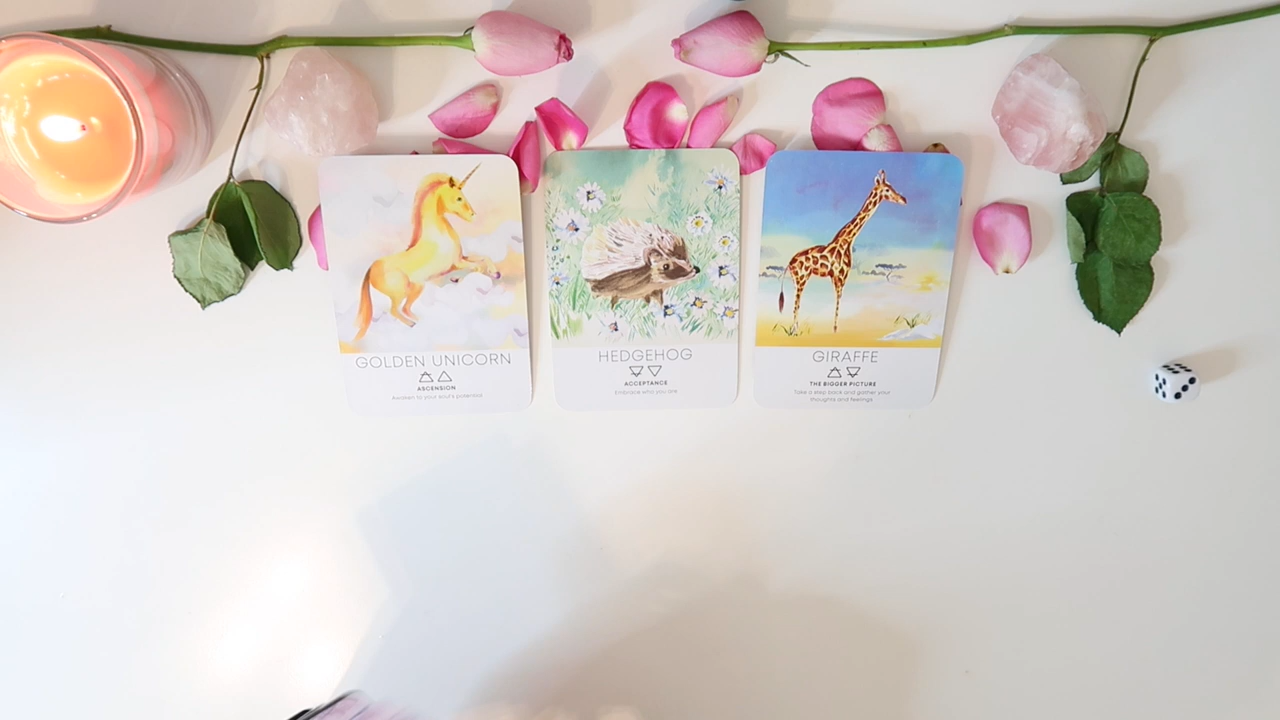 GOLDEN UNICORN
ASCENSION
Awaken to your soul's potential
HEDGEHOG
ACCEPTANCE
Embrace who you are
GIRAFFE
THE BIGGER PICTURE
Take a step back and gather your
thoughts and feelings